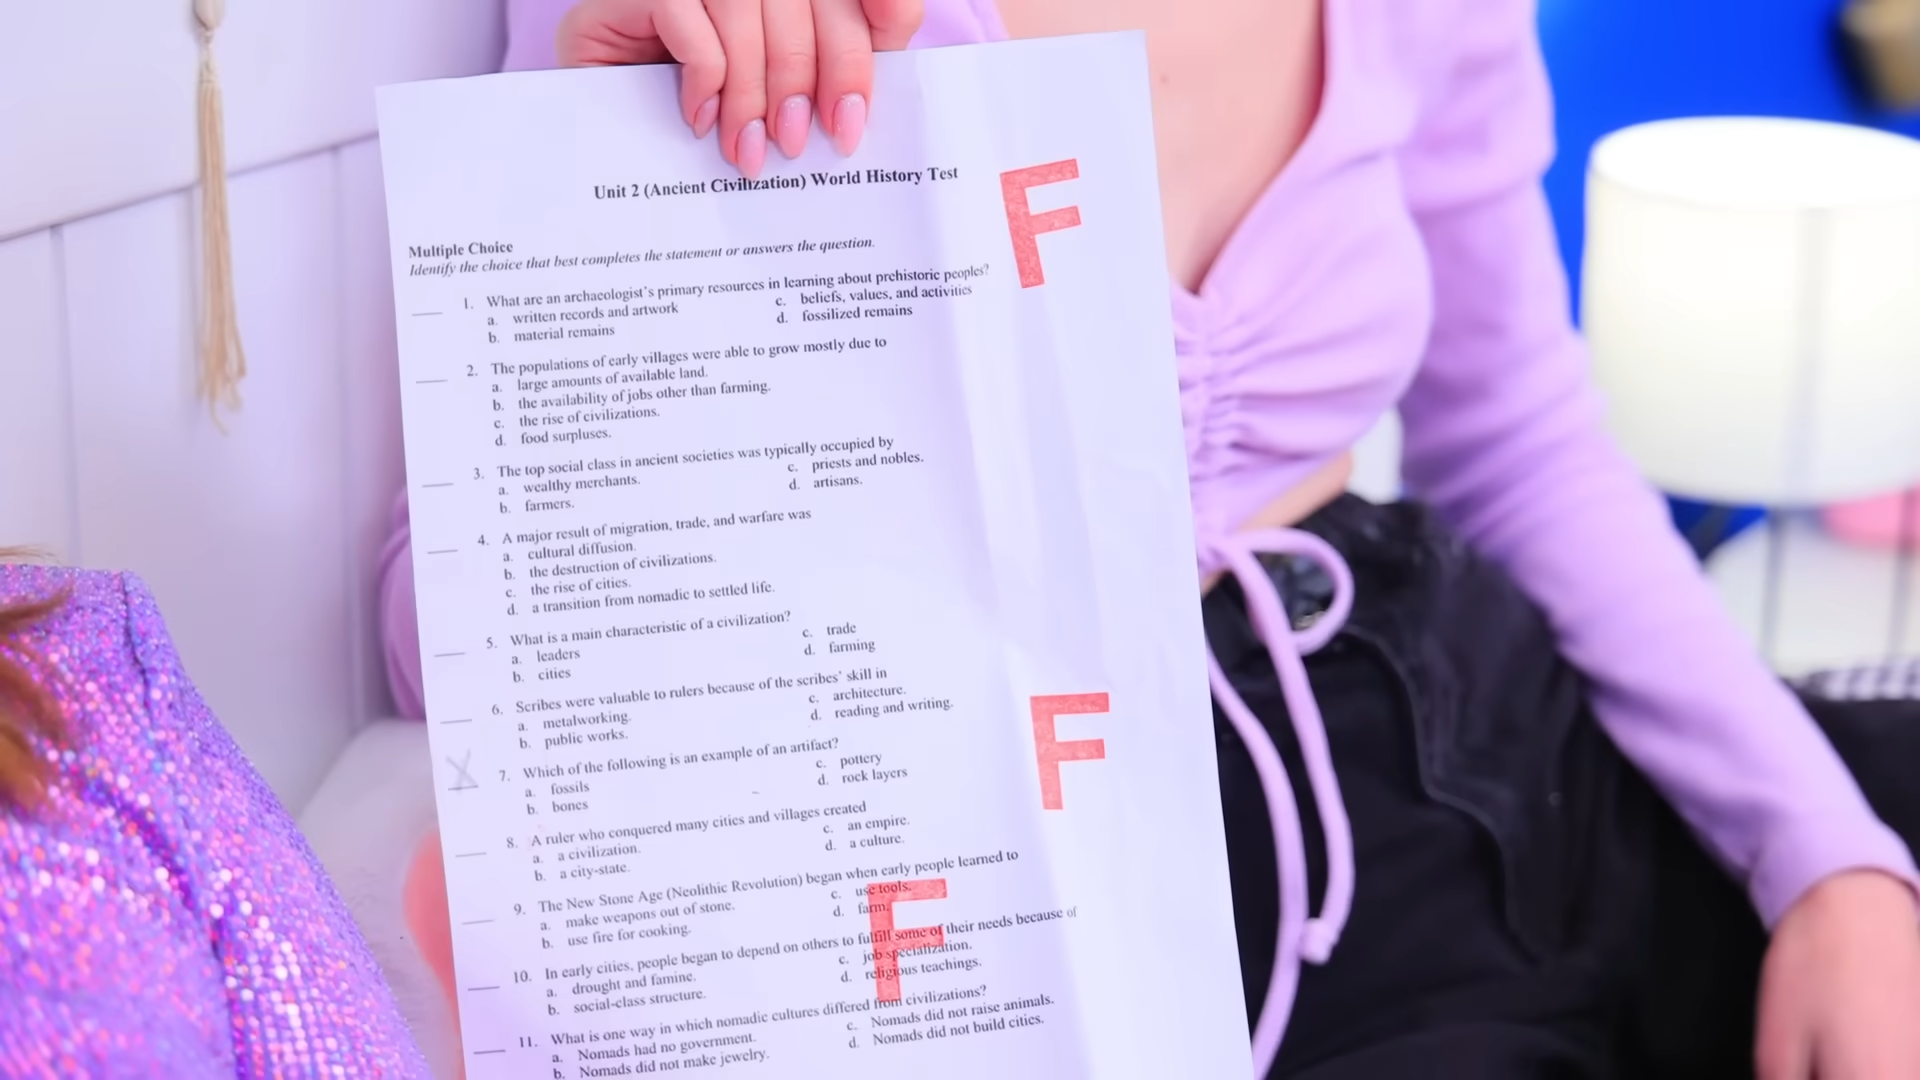 Unit 2 (Ancient Civilization) World History Test
F
Multiple Choice
Identify the choice that best completes the statement or answers the question.
1. What are an archaeologist's primary resources in learning about prehistoric peoples?
a. written records and artwork c. beliefs, values, and activities
b. material remains d. fossilized remains
2. The populations of early villages were able to grow mostly due to
a. large amounts of available land.
b. the availability of jobs other than farming.
c. the rise of civilizations.
d. food surpluses.
3. The top social class in ancient societies was typically occupied by
a. wealthy merchants. c. priests and nobles.
b. farmers. d. artisans.
4. A major result of migration, trade, and warfare was
a. cultural diffusion.
b. the destruction of civilizations.
c. the rise of cities.
d. a transition from nomadic to settled life.
5. What is a main characteristic of a civilization?
a. leaders c. trade
b. cities d. farming
6. Scribes were valuable to rulers because of the scribes' skill in
a. metalworking. c. architecture.
b. public works. d. reading and writing.
F
X 7. Which of the following is an example of an artifact?
a. fossils c. pottery
b. bones d. rock layers
8. A ruler who conquered many cities and villages created
a. a civilization. c. an empire.
b. a city-state. d. a culture.
9. The New Stone Age (Neolithic Revolution) began when early people learned to
a. make weapons out of stone. c. use tools.
b. use fire for cooking. d. farm.
F
10. In early cities, people began to depend on others to fulfill some of their needs because of
a. drought and famine. c. job specialization.
b. social-class structure. d. religious teachings.
11. What is one way in which nomadic cultures differed from civilizations?
a. Nomads had no government. c. Nomads did not raise animals.
b. Nomads did not make jewelry. d. Nomads did not build cities.